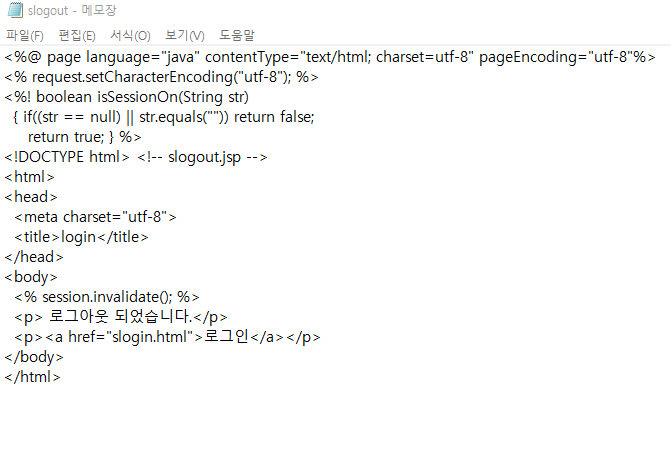 slogout - 메모장
파일(F) 편집(E) 서식(O) 보기(V) 도움말
<%@ page language="java" contentType="text/html; charset=utf-8" pageEncoding="utf-8"%>
<% request.setCharacterEncoding("utf-8"); %>
<%! boolean isSessionOn(String str)
{ if((str == null) || str.equals("")) return false;
return true; } %>
<!DOCTYPE html> <!-- slogout.jsp -->
<html>
<head>
<meta charset="utf-8">
<title>login</title>
</head>
<body>
<% session.invalidate(); %>
<p> 로그아웃 되었습니다.</p>
<p><a href="slogin.html">로그인</a></p>
</body>
</html>